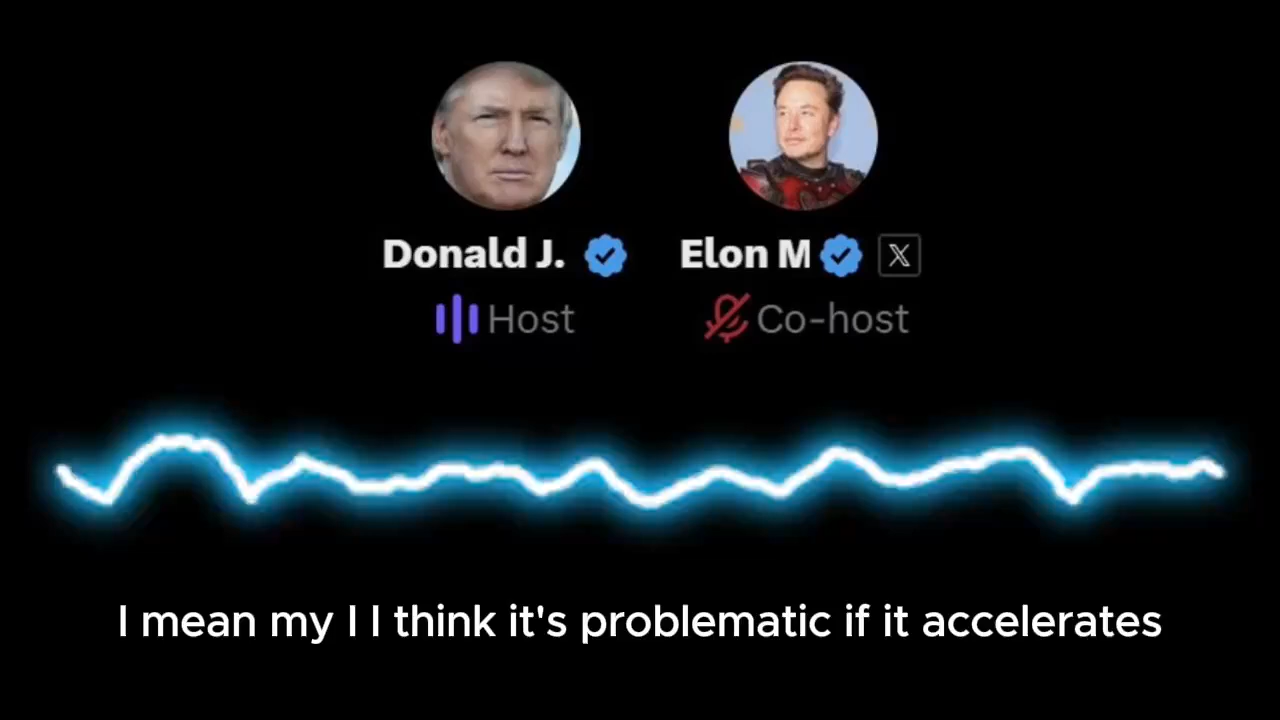 Donald J. Elon M X
Host Co-host
I mean my I I think it's problematic if it accelerates